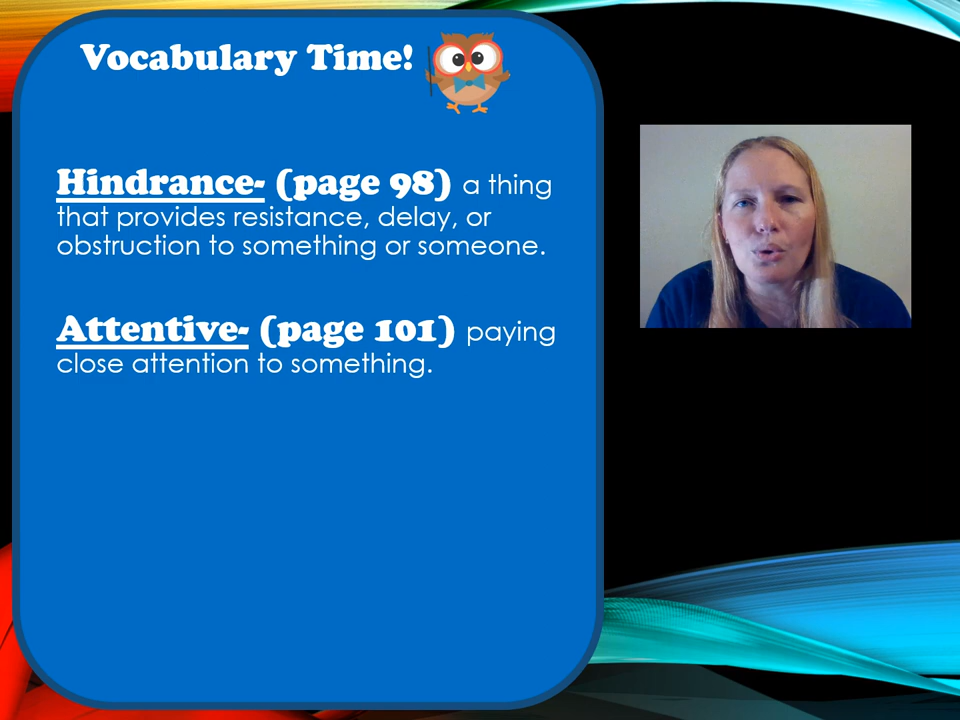 Vocabulary Time!
Hindrance- (page 98) a thing
that provides resistance, delay, or
obstruction to something or someone.
Attentive- (page 101) paying
close attention to something.